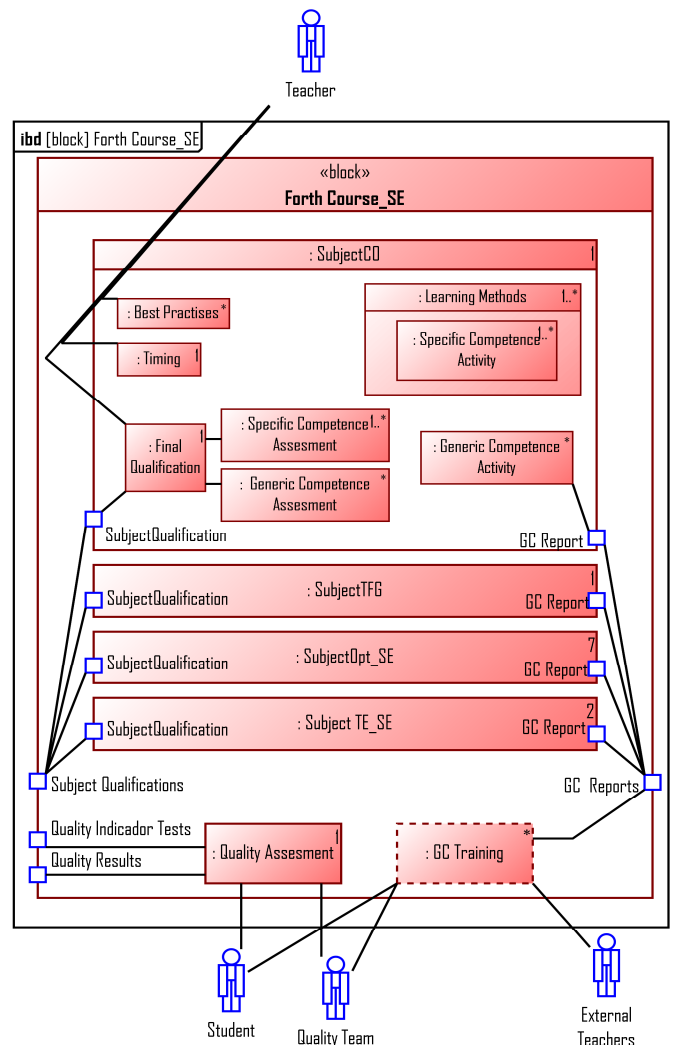 Teacher
ibd [block] Forth Course_SE
«block»
Forth Course_SE
: SubjectCO 1
: Best Practises *
: Learning Methods 1..*
: Timing 1
: Specific Competence 1..*
Activity
: Final 1
Qualification
: Specific Competence 1..*
Assesment
: Generic Competence *
Assesment
: Generic Competence *
Activity
SubjectQualification
GC Report
SubjectQualification : SubjectTFG 1 GC Report
SubjectQualification : SubjectOpt_SE 7 GC Report
SubjectQualification : Subject TE_SE 2 GC Report
Subject Qualifications
GC Reports
Quality Indicador Tests
Quality Results
: Quality Assesment 1
: GC Training *
Student
Quality Team
External
Teachers